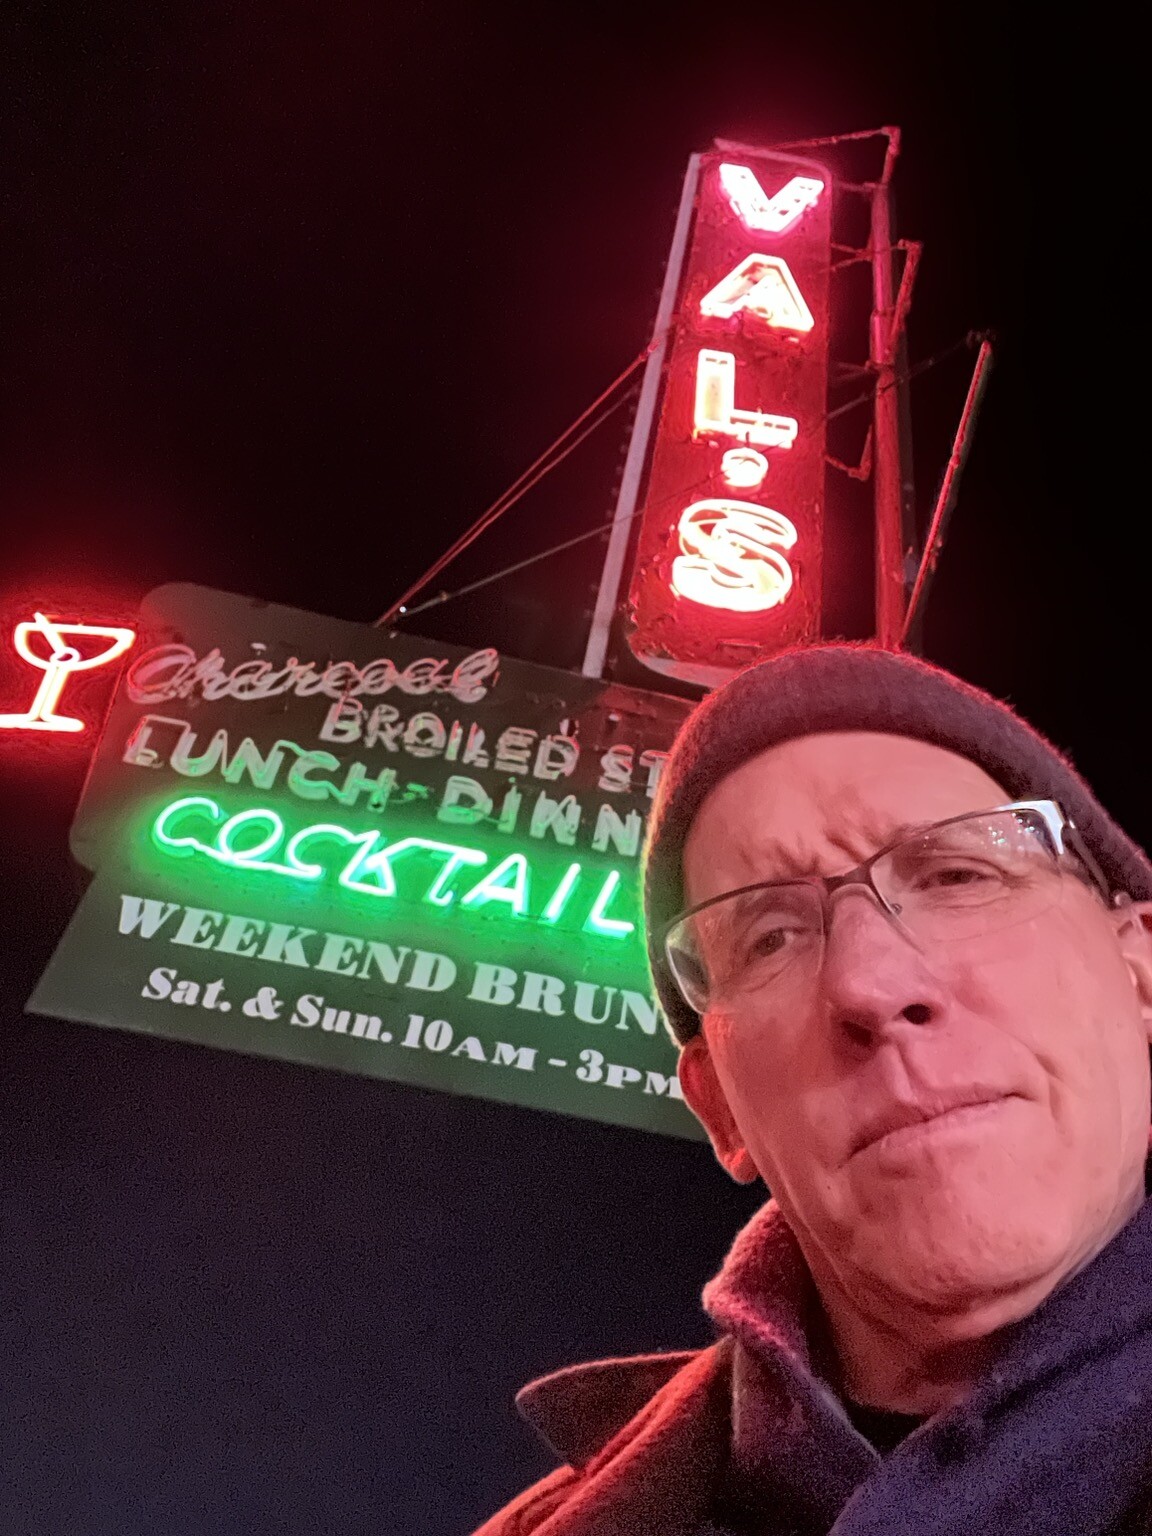 VAL'S
Charcoal
BROILED ST
LUNCH-DINN
COCKTAIL
WEEKEND BRUN
Sat. & Sun. 10AM - 3PM